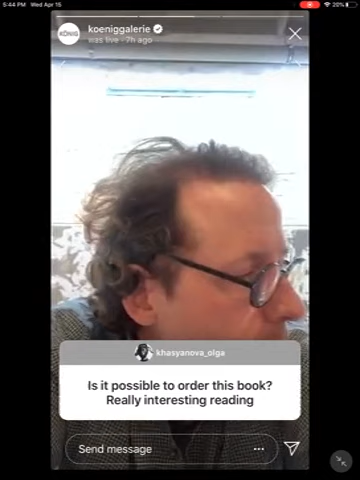 5:44 PM Wed Apr 15
20%
KÖNIG
koeniggalerie
was live · 7h ago
khasyanova_olga
Is it possible to order this book?
Really interesting reading
Send message